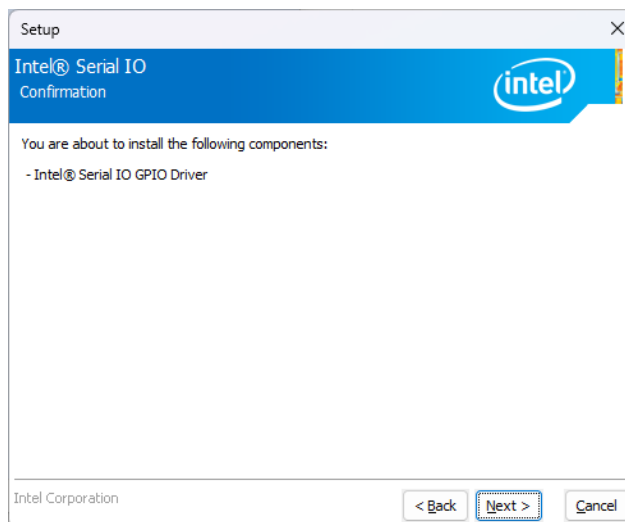 Setup
Intel® Serial IO
Confirmation
intel
You are about to install the following components:
- Intel® Serial IO GPIO Driver
Intel Corporation
< Back
Next >
Cancel